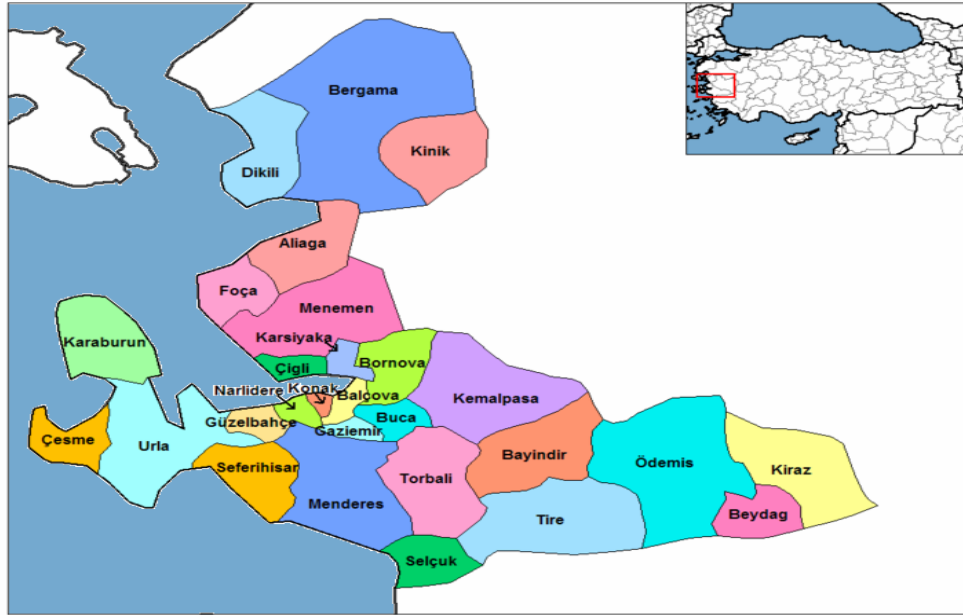 Bergama
Kinik
Dikili
Aliaga
Foça
Menemen
Karsiyaka
Karaburun
Bornova
Çigli
Narlidere
Konak
Balçova
Kemalpasa
Güzelbahçe
Buca
Gaziemir
Çesme
Urla
Seferihisar
Bayindir
Ödemis
Kiraz
Torbali
Menderes
Beydag
Tire
Selçuk